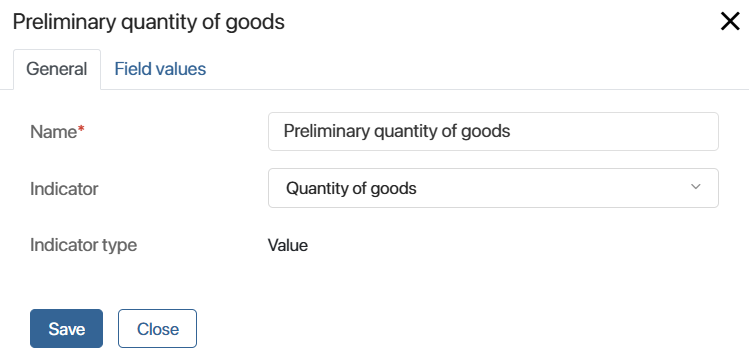 Preliminary quantity of goods
General Field values
Name* Preliminary quantity of goods
Indicator Quantity of goods
Indicator type Value
Save Close